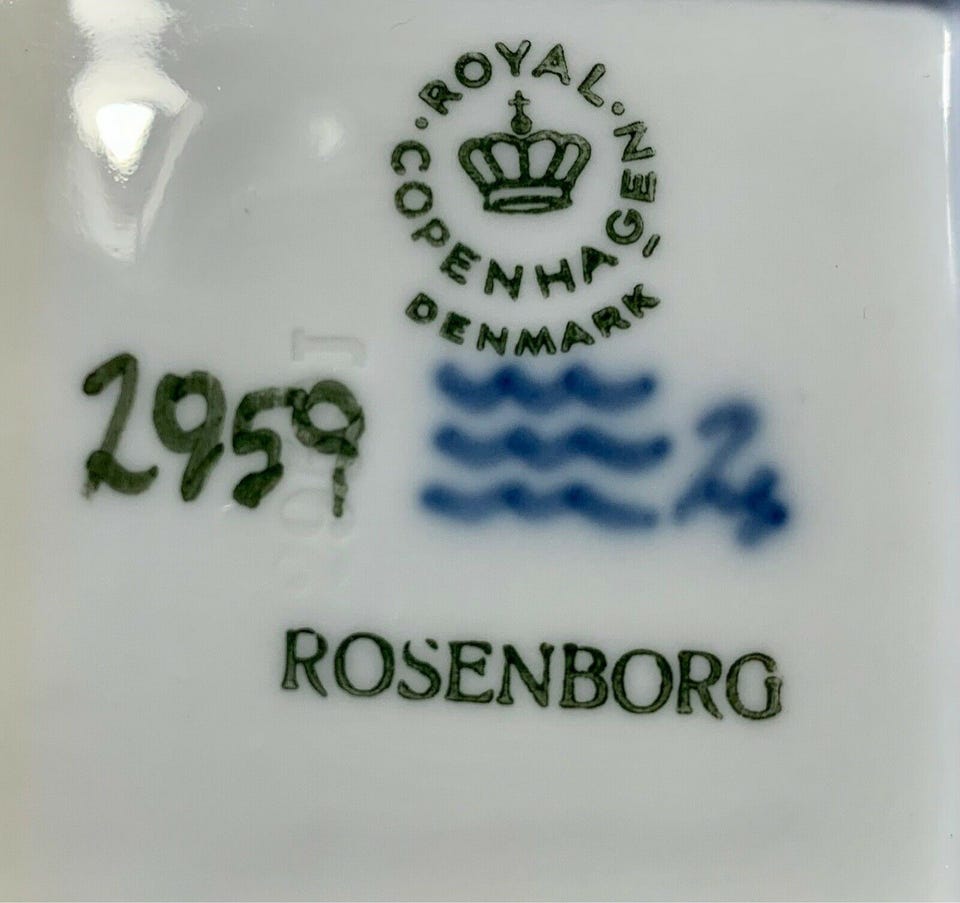 · ROYAL ·
COPENHAGEN
DENMARK
2959
ROSENBORG